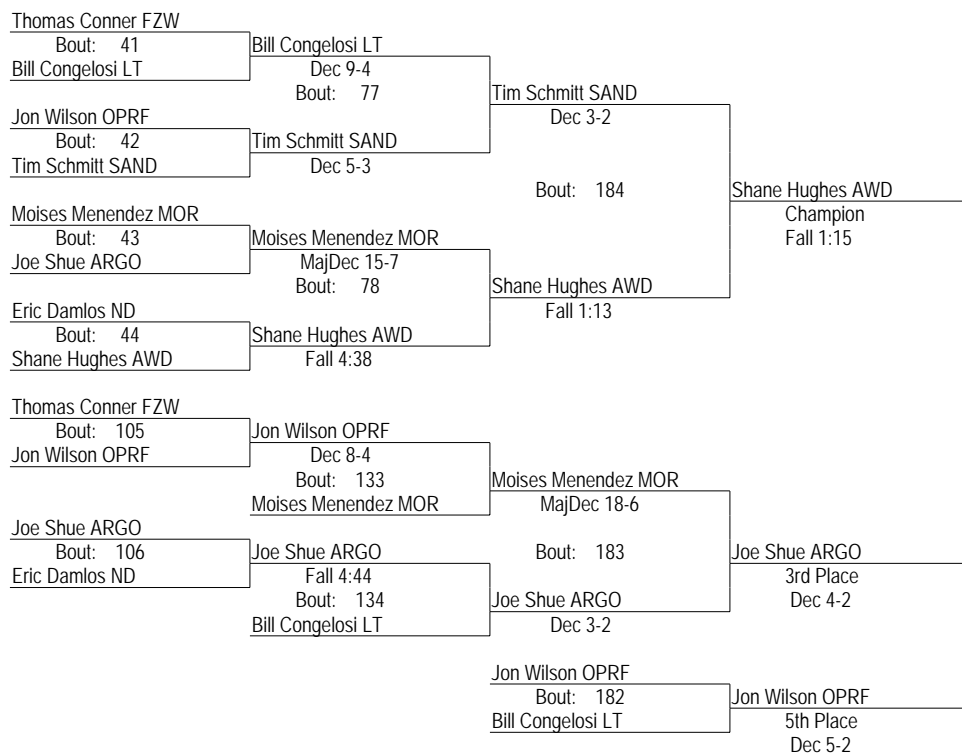 Thomas Conner FZW
Bout: 41
Bill Congelosi LT
Bill Congelosi LT
Dec 9-4
Bout: 77
Jon Wilson OPRF
Bout: 42
Tim Schmitt SAND
Tim Schmitt SAND
Dec 5-3
Tim Schmitt SAND
Dec 3-2
Bout: 184
Moises Menendez MOR
Bout: 43
Joe Shue ARGO
Moises Menendez MOR
MajDec 15-7
Bout: 78
Eric Damlos ND
Bout: 44
Shane Hughes AWD
Shane Hughes AWD
Fall 4:38
Shane Hughes AWD
Fall 1:13
Shane Hughes AWD
Champion
Fall 1:15
Thomas Conner FZW
Bout: 105
Jon Wilson OPRF
Jon Wilson OPRF
Dec 8-4
Bout: 133
Moises Menendez MOR
Moises Menendez MOR
MajDec 18-6
Bout: 183
Joe Shue ARGO
Bout: 106
Eric Damlos ND
Joe Shue ARGO
Fall 4:44
Bout: 134
Bill Congelosi LT
Joe Shue ARGO
Dec 3-2
Joe Shue ARGO
3rd Place
Dec 4-2
Jon Wilson OPRF
Bout: 182
Bill Congelosi LT
Jon Wilson OPRF
5th Place
Dec 5-2